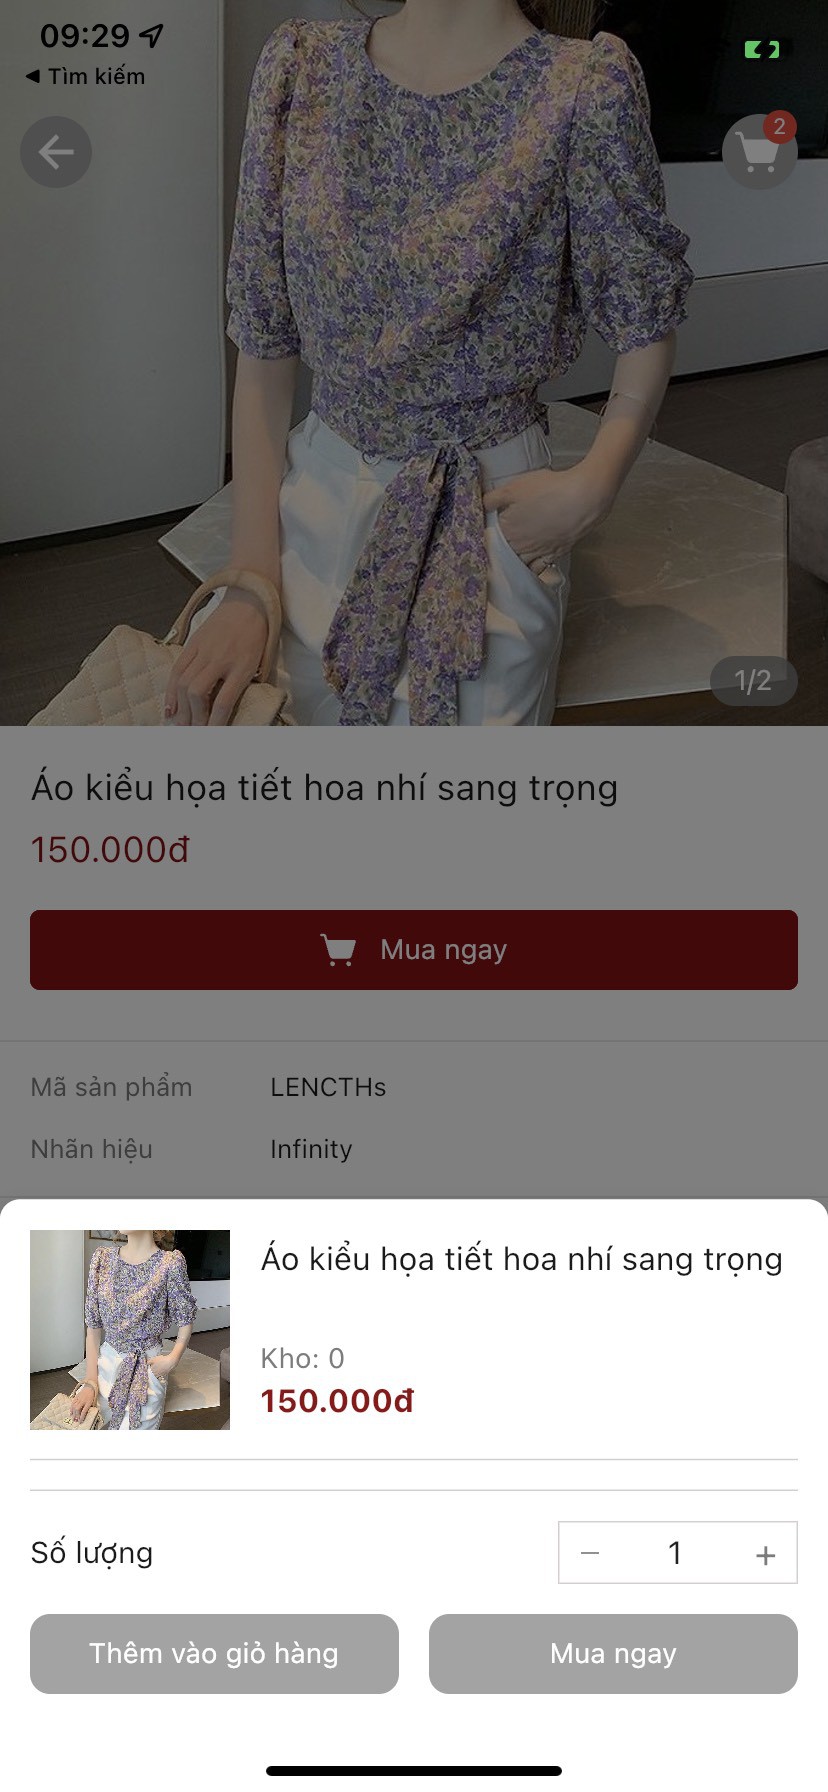 09:29
◀ Tìm kiếm
2
1/2
Áo kiểu họa tiết hoa nhí sang trọng
150.000đ
Mua ngay
Mã sản phẩm LENCTHs
Nhãn hiệu Infinity
Áo kiểu họa tiết hoa nhí sang trọng
Kho: 0
150.000đ
Số lượng − 1 +
Thêm vào giỏ hàng Mua ngay